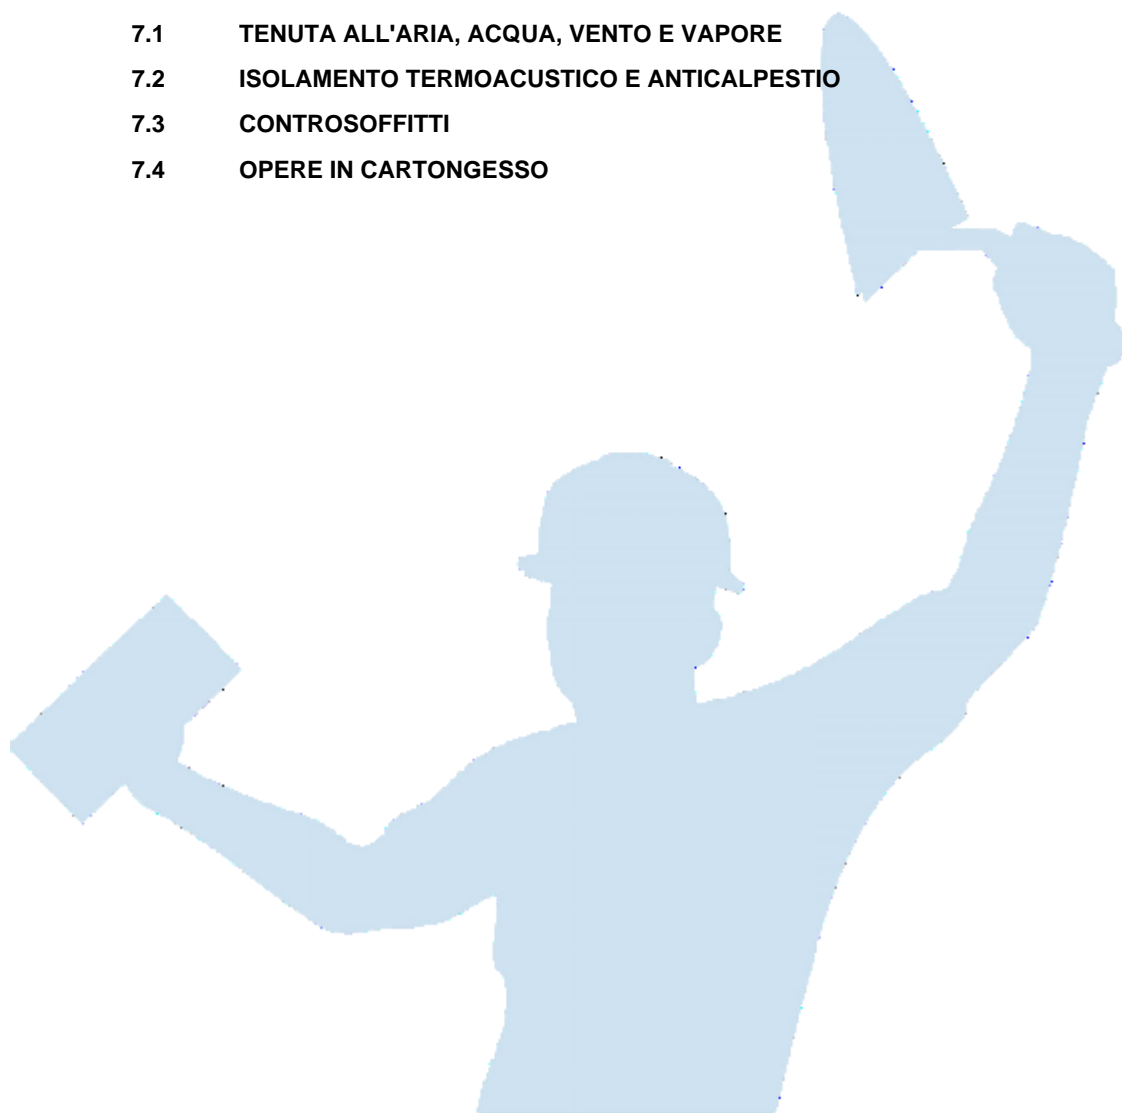 7.1 TENUTA ALL'ARIA, ACQUA, VENTO E VAPORE
7.2 ISOLAMENTO TERMOACUSTICO E ANTICALPESTIO
7.3 CONTROSOFFITTI
7.4 OPERE IN CARTONGESSO